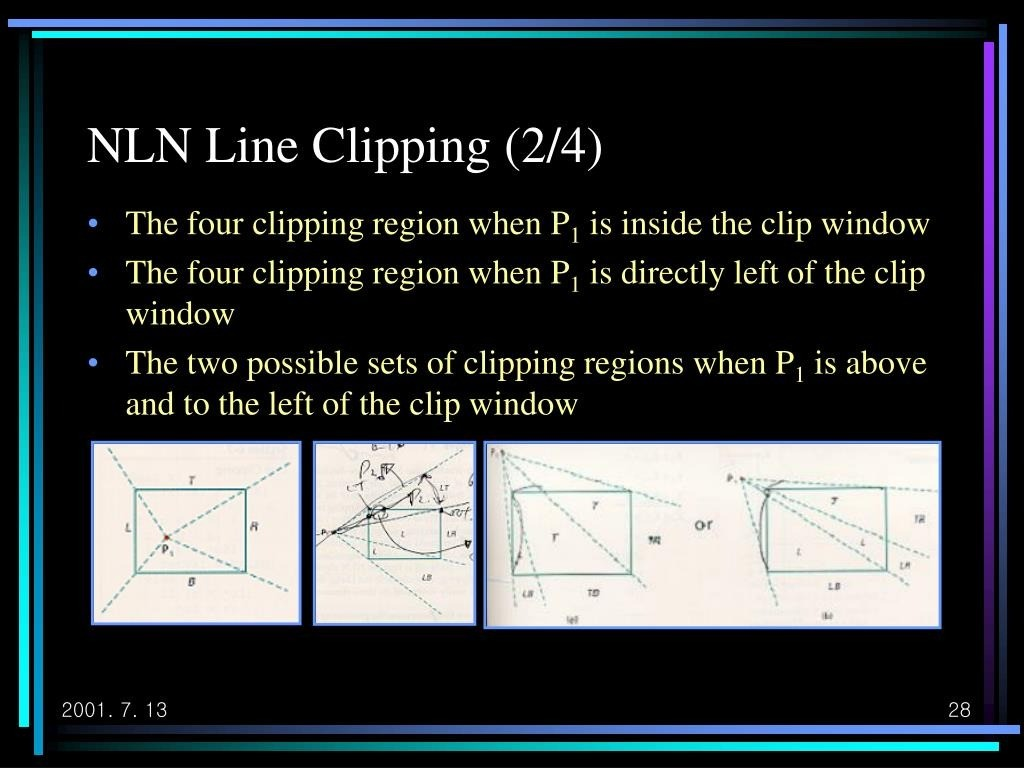 NLN Line Clipping (2/4)
• The four clipping region when P1 is inside the clip window
• The four clipping region when P1 is directly left of the clip
window
• The two possible sets of clipping regions when P1 is above
and to the left of the clip window
T
L
R
P1
B
LT
L
LR
LB
T
T
TR
LB
TB
(a)
or
T
TR
L
L
LR
LB
(b)
2001. 7. 13
28